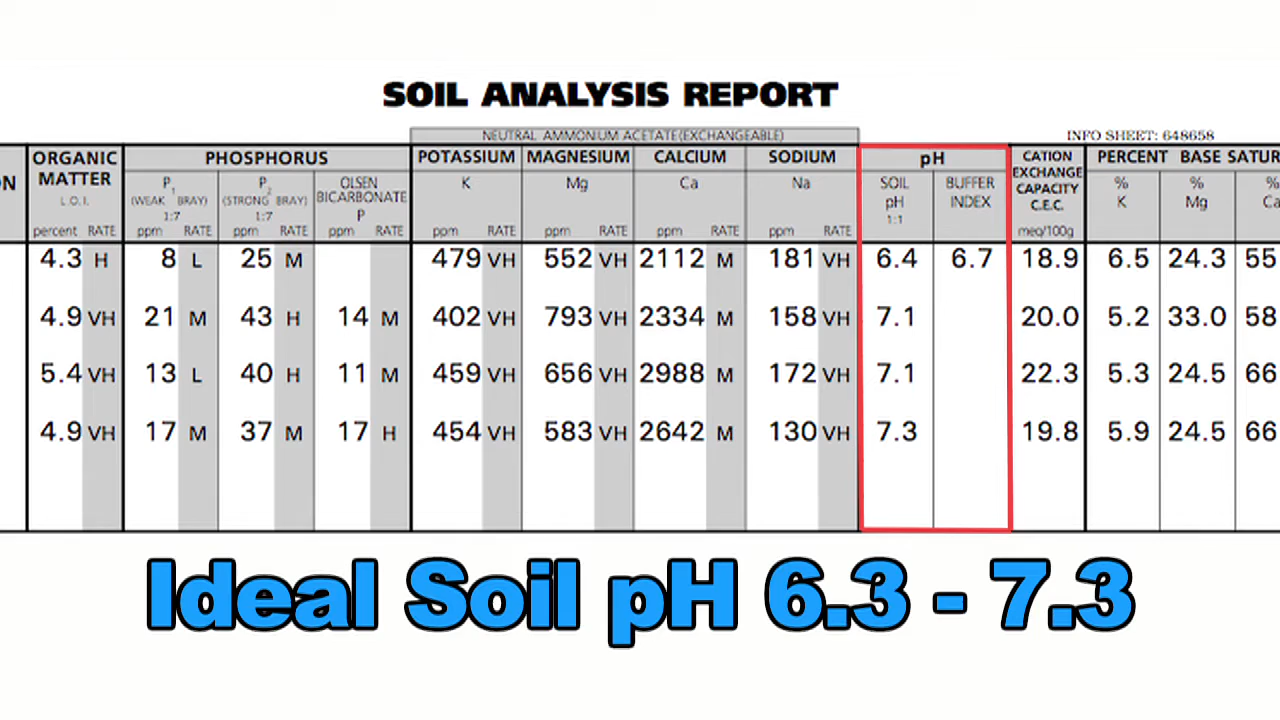 SOIL ANALYSIS REPORT
NEUTRAL AMMONIUM ACETATE (EXCHANGEABLE)
INFO SHEET: 648658
ON ORGANIC MATTER PHOSPHORUS POTASSIUM MAGNESIUM CALCIUM SODIUM pH CATION EXCHANGE CAPACITY C.E.C. PERCENT BASE SATUR
L.O.I. P1 (WEAK BRAY) 1:7 P2 (STRONG BRAY) 1:7 OLSEN BICARBONATE P K Mg Ca Na SOIL pH 1:1 BUFFER INDEX % K % Mg % Ca
percent RATE ppm RATE ppm RATE ppm RATE ppm RATE ppm RATE ppm RATE ppm RATE meq/100g
4.3 H 8 L 25 M 479 VH 552 VH 2112 M 181 VH 6.4 6.7 18.9 6.5 24.3 55
4.9 VH 21 M 43 H 14 M 402 VH 793 VH 2334 M 158 VH 7.1 20.0 5.2 33.0 58
5.4 VH 13 L 40 H 11 M 459 VH 656 VH 2988 M 172 VH 7.1 22.3 5.3 24.5 66
4.9 VH 17 M 37 M 17 H 454 VH 583 VH 2642 M 130 VH 7.3 19.8 5.9 24.5 66
Ideal Soil pH 6.3 - 7.3